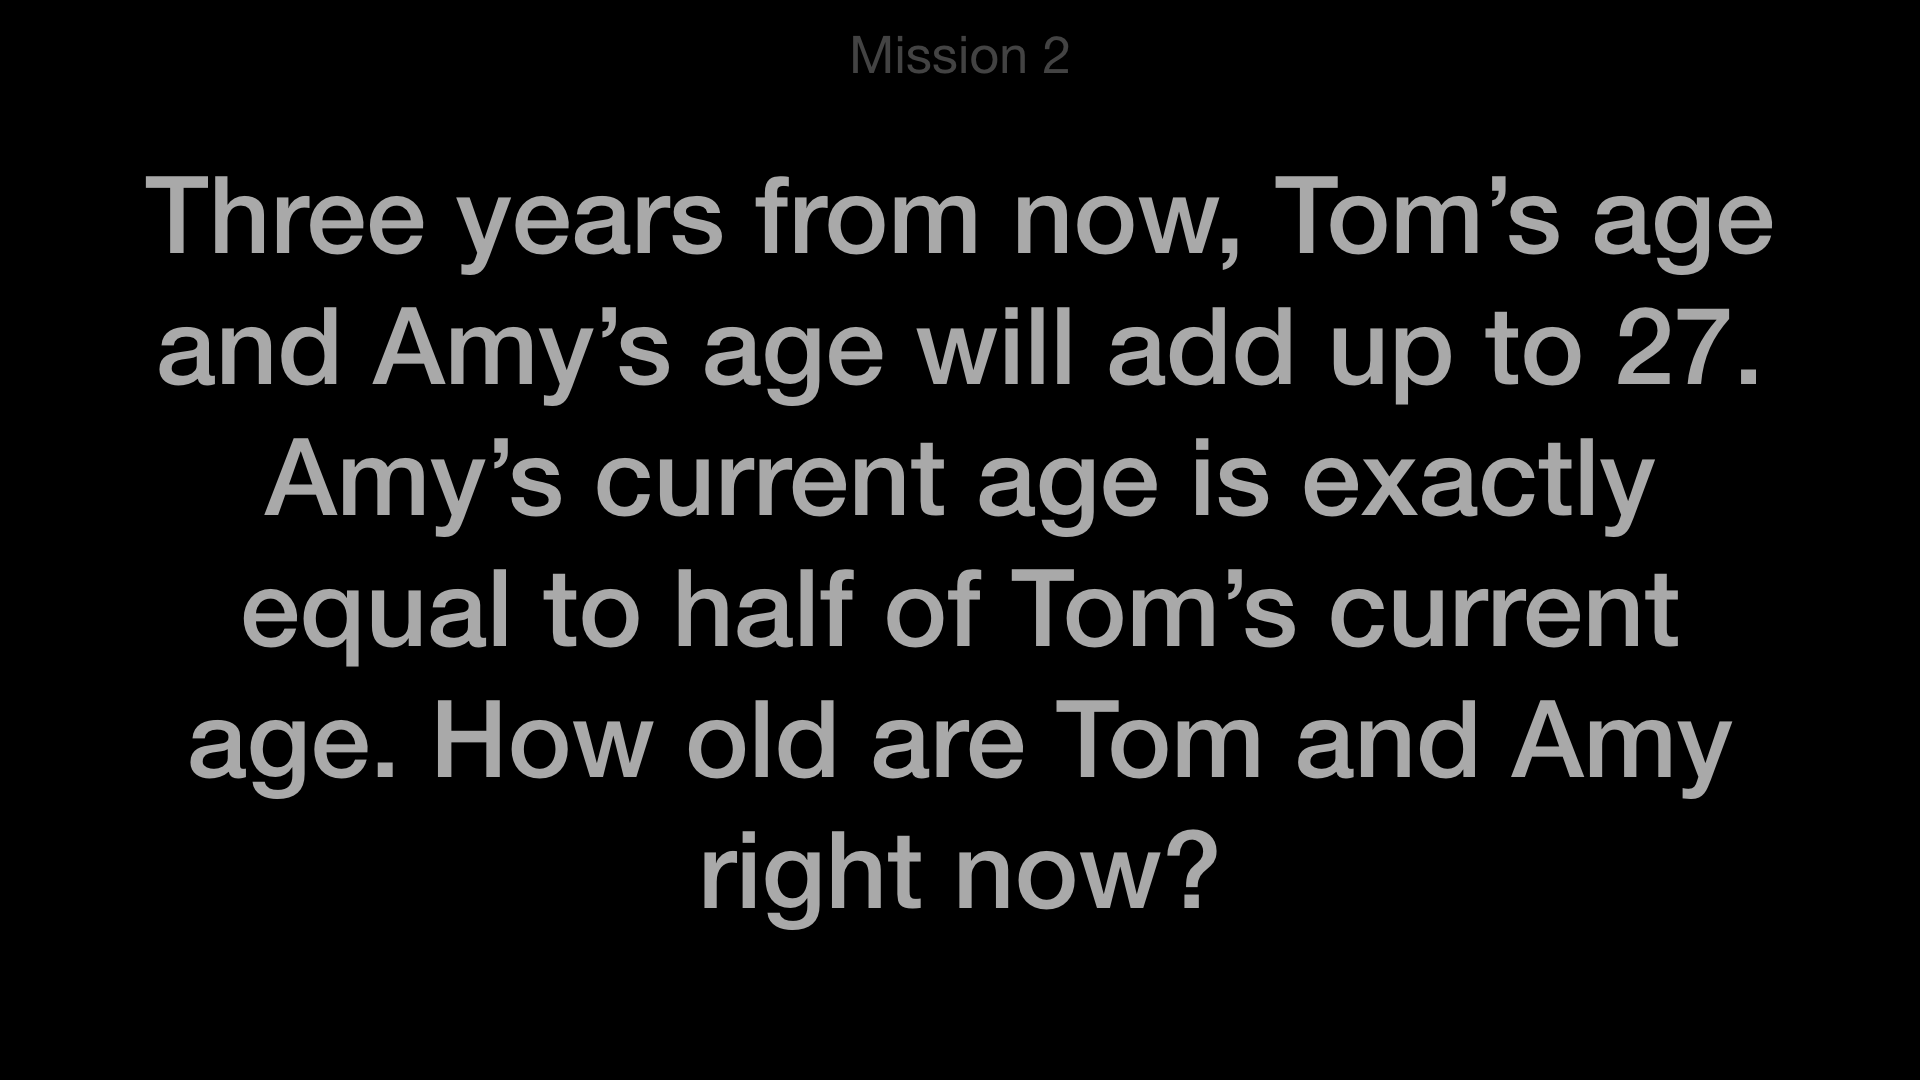 Mission 2
Three years from now, Tom’s age
and Amy’s age will add up to 27.
Amy’s current age is exactly
equal to half of Tom’s current
age. How old are Tom and Amy
right now?